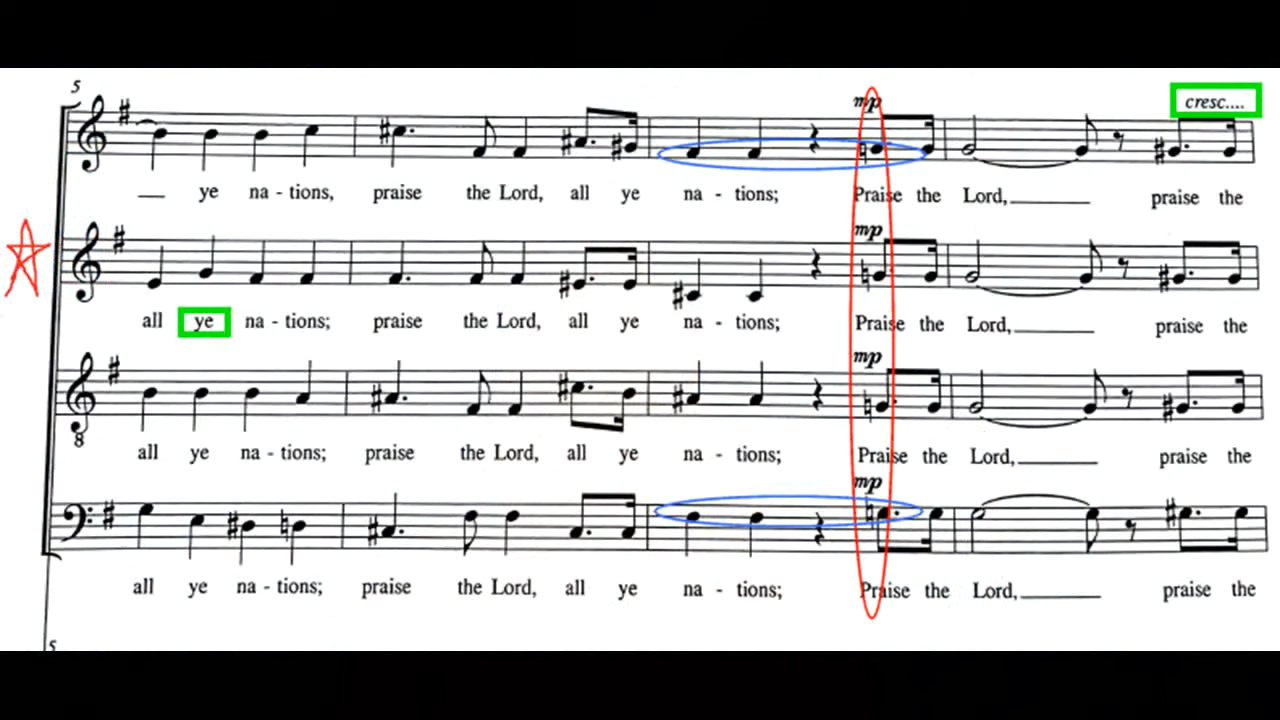 5
mp cresc....
ye na - tions, praise the Lord, all ye na - tions; Praise the Lord, praise the
mp
all ye na - tions; praise the Lord, all ye na - tions; Praise the Lord, praise the
mp
8
all ye na - tions; praise the Lord, all ye na - tions; Praise the Lord, praise the
mp
all ye na - tions; praise the Lord, all ye na - tions; Praise the Lord, praise the
5